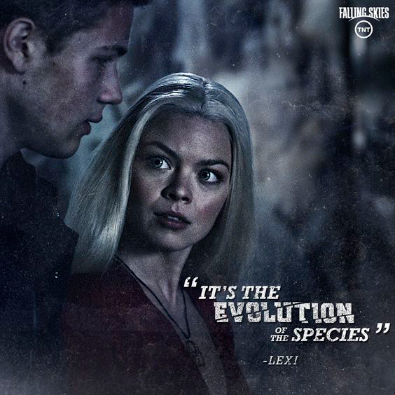 FALLING SKIES
TNT
“IT'S THE
EVOLUTION
OF THE SPECIES”
-LEXI